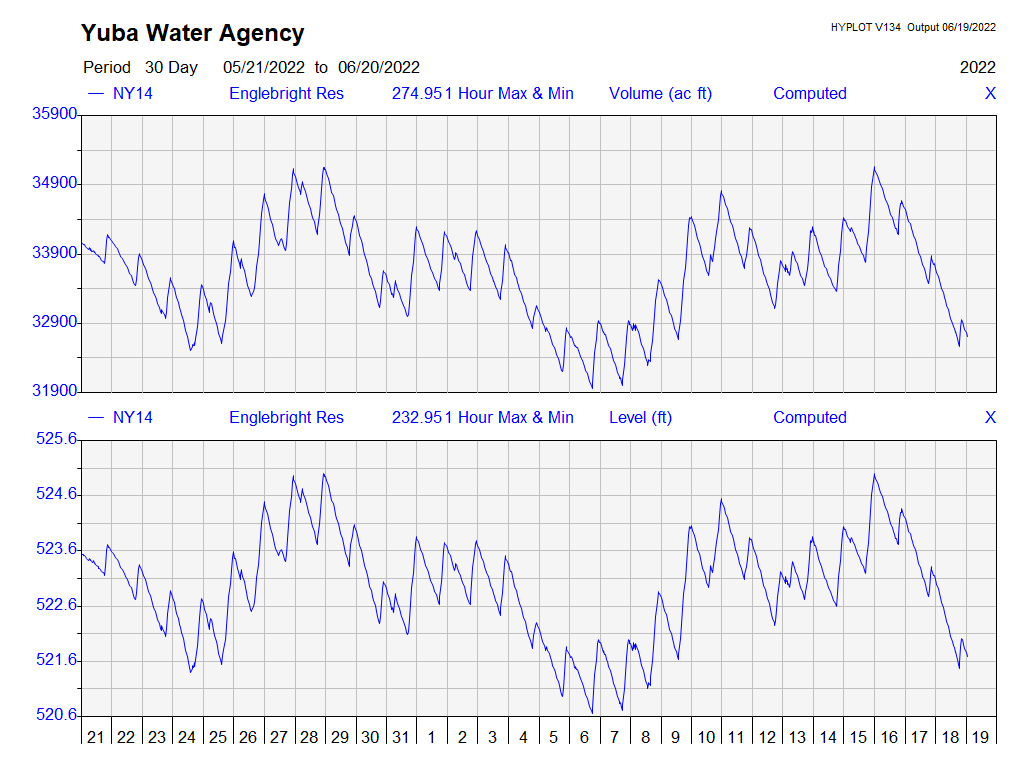 Yuba Water Agency
HYPLOT V134 Output 06/19/2022
Period 30 Day 05/21/2022 to 06/20/2022 2022
NY14 Englebright Res 274.951 Hour Max & Min Volume (ac ft) Computed X
35900
34900
33900
32900
31900
NY14 Englebright Res 232.951 Hour Max & Min Level (ft) Computed X
525.6
524.6
523.6
522.6
521.6
520.6
21 22 23 24 25 26 27 28 29 30 31 1 2 3 4 5 6 7 8 9 10 11 12 13 14 15 16 17 18 19